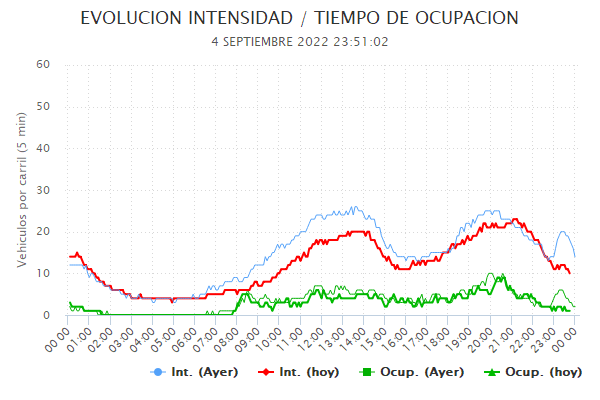 EVOLUCION INTENSIDAD / TIEMPO DE OCUPACION
4 SEPTIEMBRE 2022 23:51:02
Vehiculos por carril (5 min)
60
50
40
30
20
10
0
00:00 01:00 02:00 03:00 04:00 05:00 06:00 07:00 08:00 09:00 10:00 11:00 12:00 13:00 14:00 15:00 16:00 17:00 18:00 19:00 20:00 21:00 22:00 23:00 00:00
Int. (Ayer) Int. (hoy) Ocup. (Ayer) Ocup. (hoy)